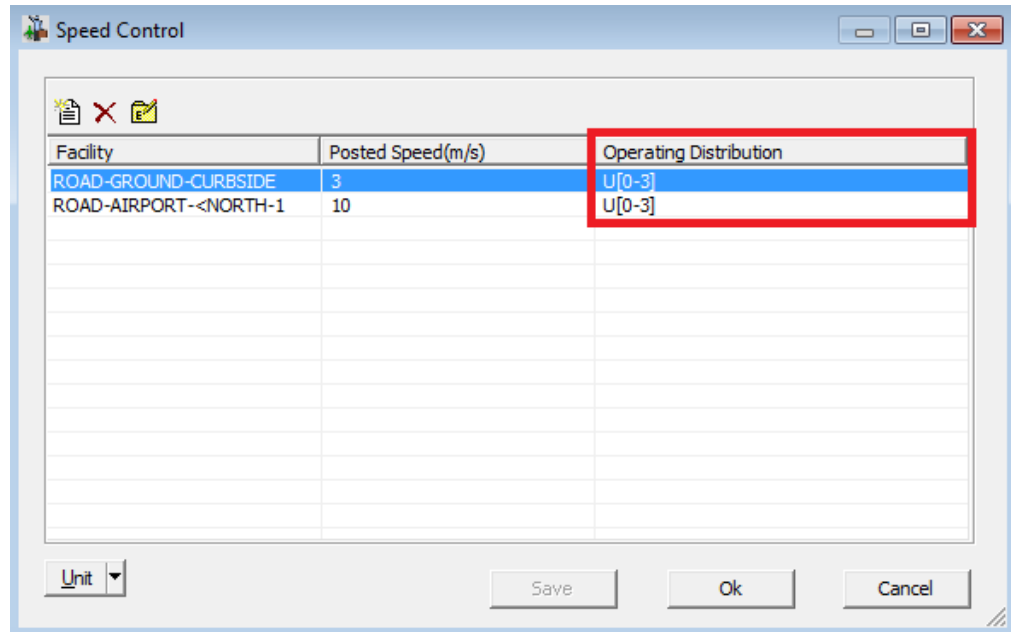 Speed Control
Facility Posted Speed(m/s) Operating Distribution
ROAD-GROUND-CURBSIDE 3 U[0-3]
ROAD-AIRPORT-<NORTH-1 10 U[0-3]
Unit Save Ok Cancel